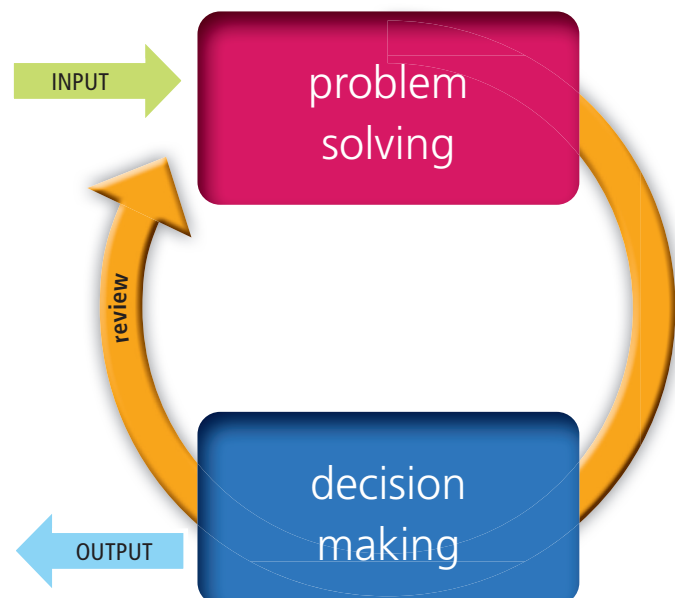 INPUT
problem
solving
review
decision
making
OUTPUT